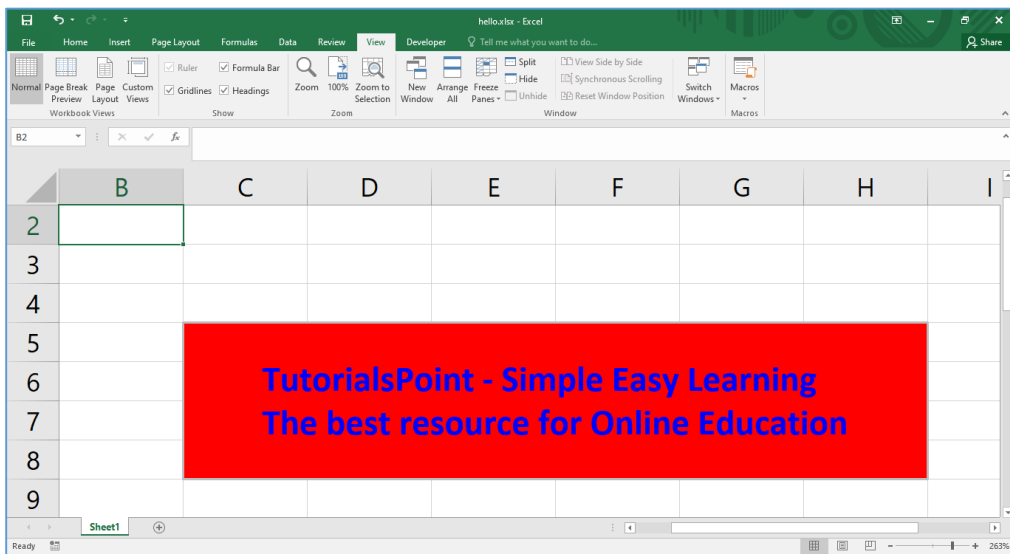 hello.xlsx - Excel
File Home Insert Page Layout Formulas Data Review View Developer Tell me what you want to do... Share
Normal Page Break Preview Page Layout Custom Views
Workbook Views
Ruler Formula Bar
Gridlines Headings
Show
Zoom 100% Zoom to Selection
Zoom
New Window Arrange All Freeze Panes
Split
Hide
Unhide
View Side by Side
Synchronous Scrolling
Reset Window Position
Window
Switch Windows
Macros
Macros
B2 fx
B C D E F G H I
2
3
4
5
6
7
8
9
TutorialsPoint - Simple Easy Learning
The best resource for Online Education
Sheet1
Ready 263%